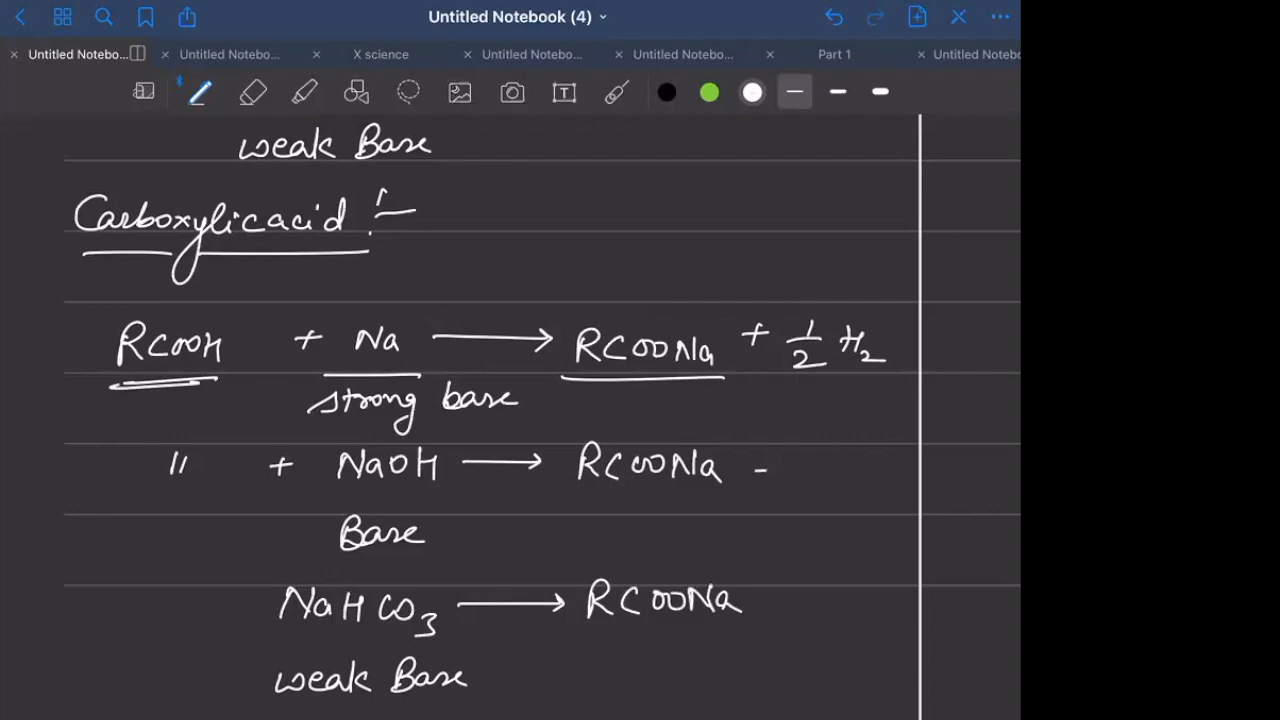 Untitled Notebook (4)
Untitled Notebo... Untitled Notebo... X science Untitled Notebo... Untitled Notebo... Part 1 Untitled Notebo
T
weak Base
Carboxylic acid :-
RCOOH + Na ⟶ RCOONa + 1/2 H₂
strong base
" + NaOH ⟶ RCOONa -
Base
NaHCO₃ ⟶ RCOONa
weak Base